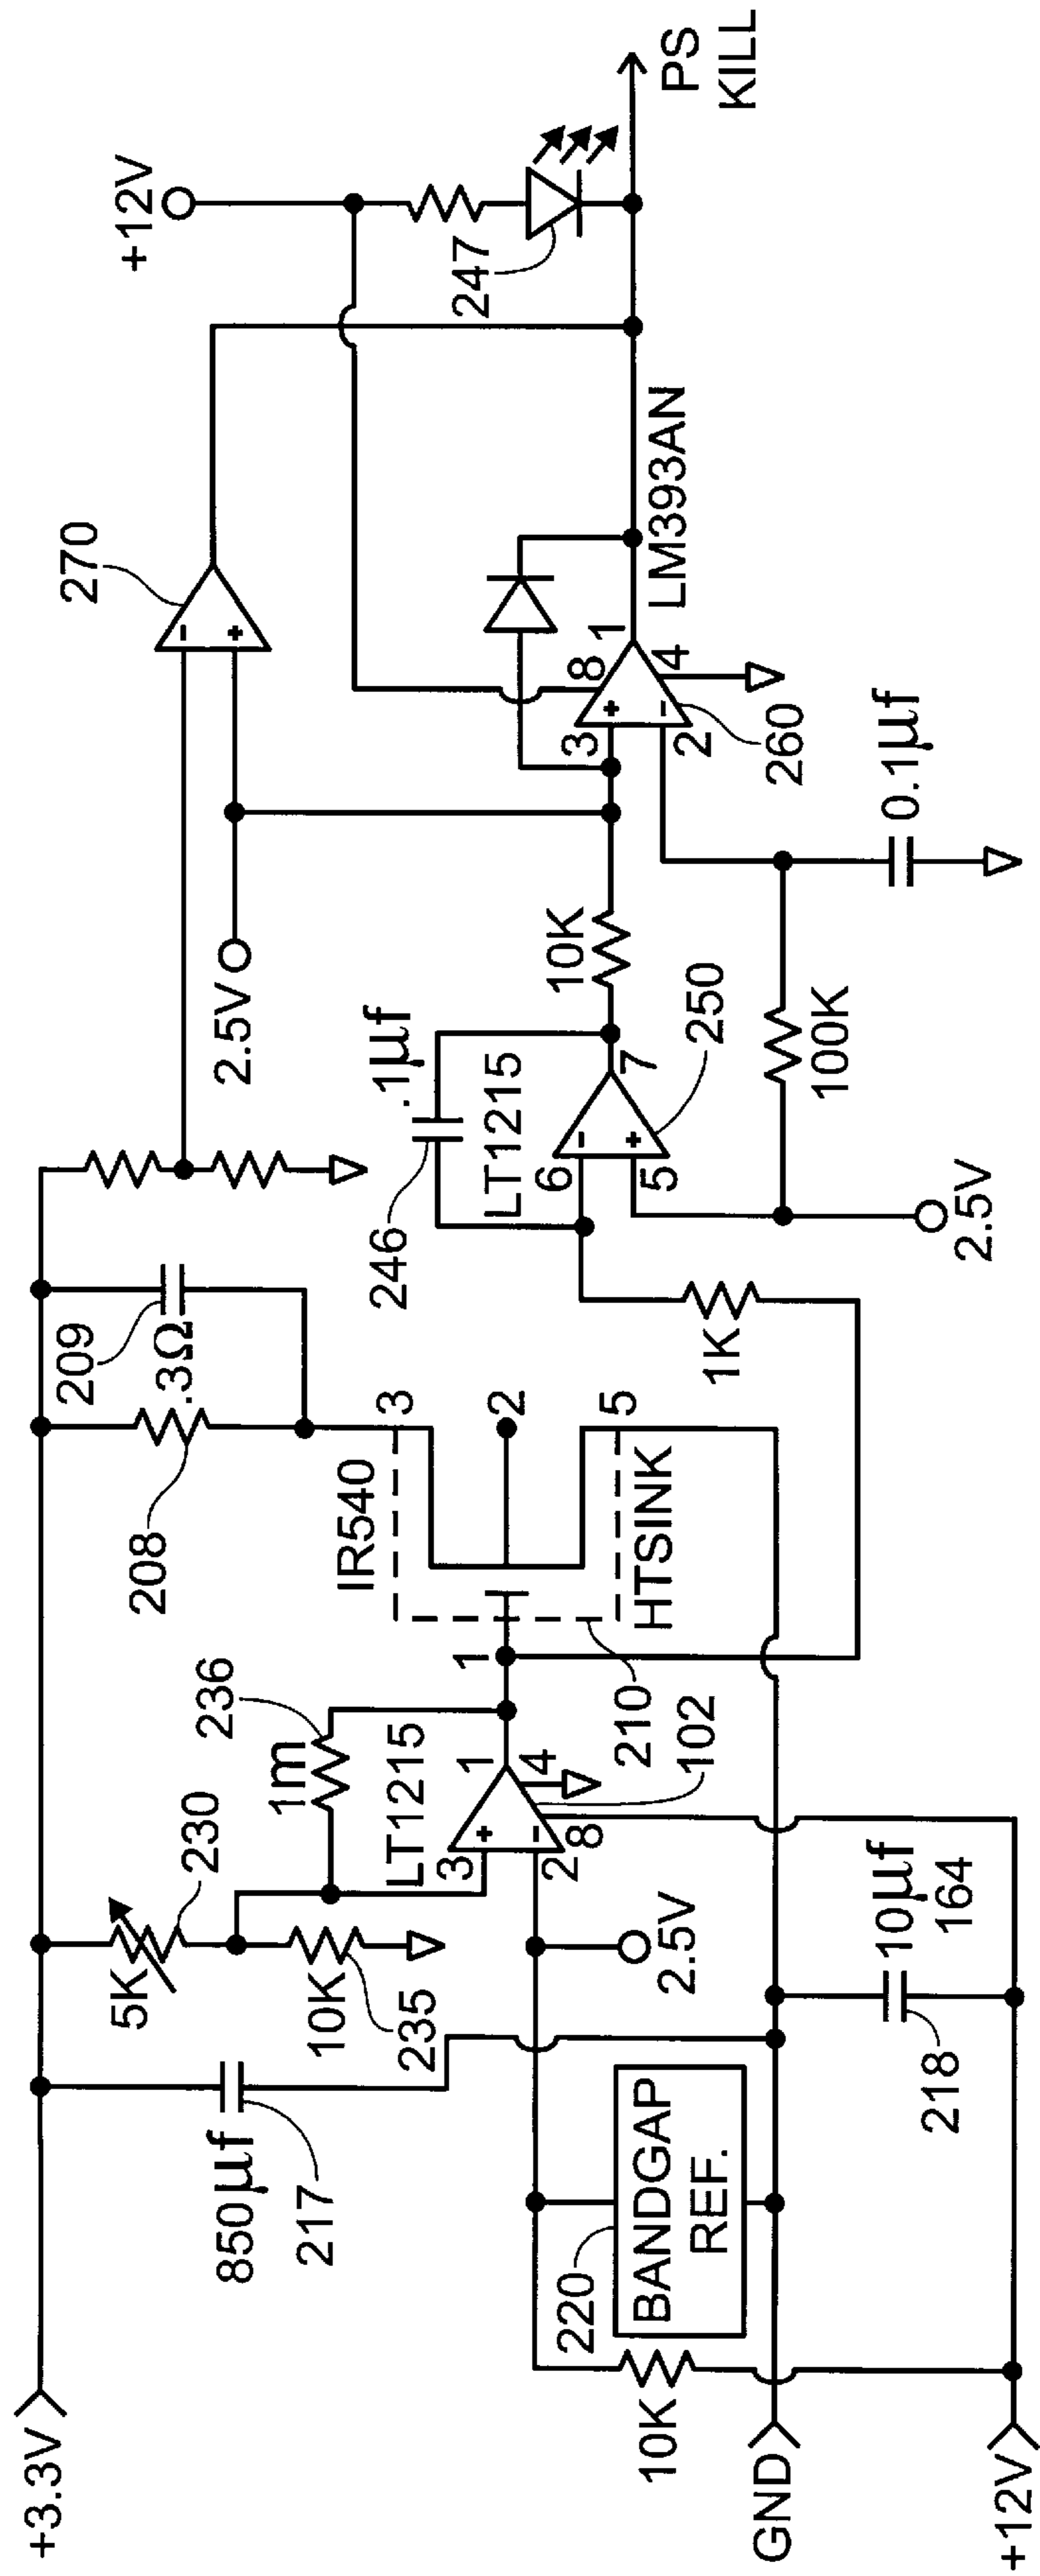 +3.3V
850µf
217
5K
230
10K
235
236
1m
LT1215
3
1
2
4
8
2.5V
220
BANDGAP
REF.
10K
GND
+12V
218
10µf
164
102
210
1
IR540
3
2
5
HTSINK
208
.3Ω
209
1K
246
.1µf
LT1215
6
5
7
250
10K
100K
2.5V
2.5V
270
-
+
3
2
8
1
4
260
0.1µf
LM393AN
+12V
247
PS
KILL